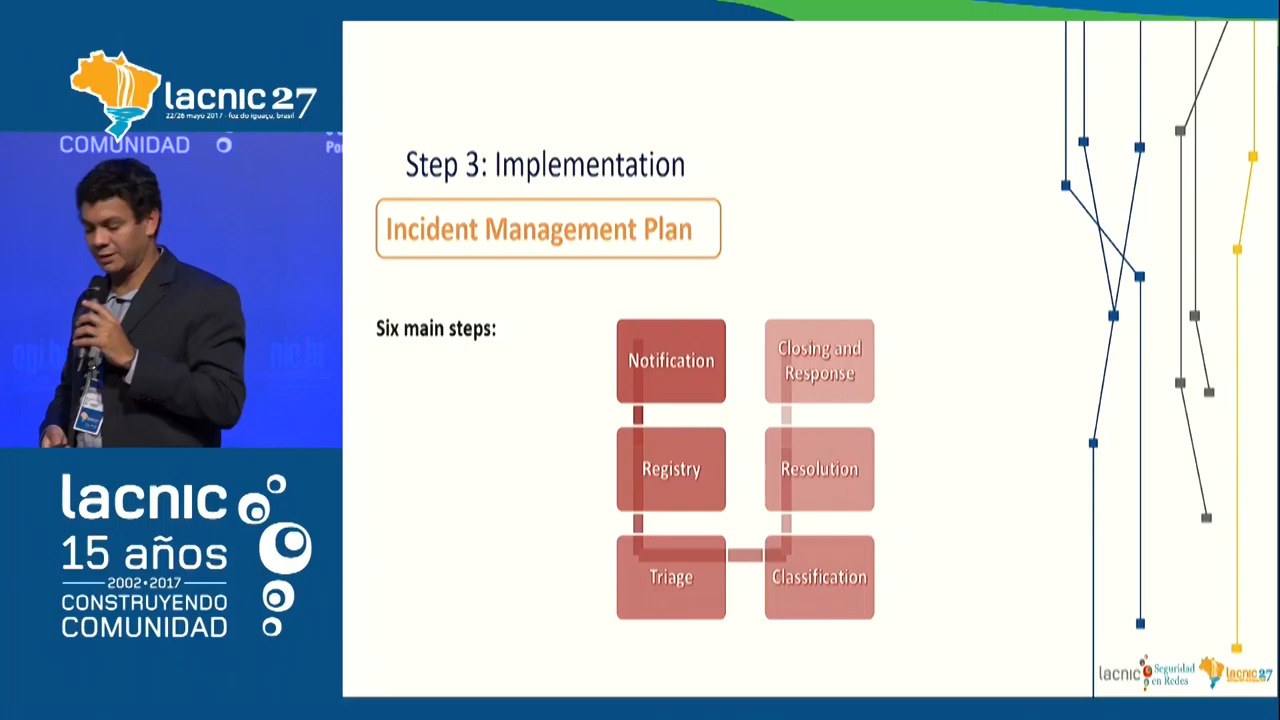 lacnic 27
22/26 mayo 2017 - foz do iguaçu, brasil
COMUNIDAD
lacnic
15 años
2002•2017
CONSTRUYENDO
COMUNIDAD
Step 3: Implementation
Incident Management Plan
Six main steps:
Notification
Registry
Triage
Classification
Resolution
Closing and
Response
lacnic
Seguridad
en Redes
lacnic 27